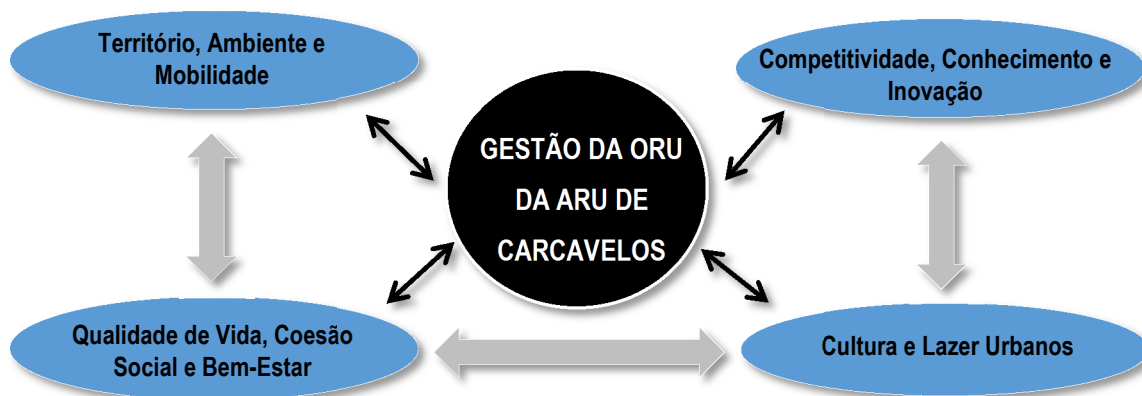 Território, Ambiente e
Mobilidade
Competitividade, Conhecimento e
Inovação
GESTÃO DA ORU
DA ARU DE
CARCAVELOS
Qualidade de Vida, Coesão
Social e Bem-Estar
Cultura e Lazer Urbanos